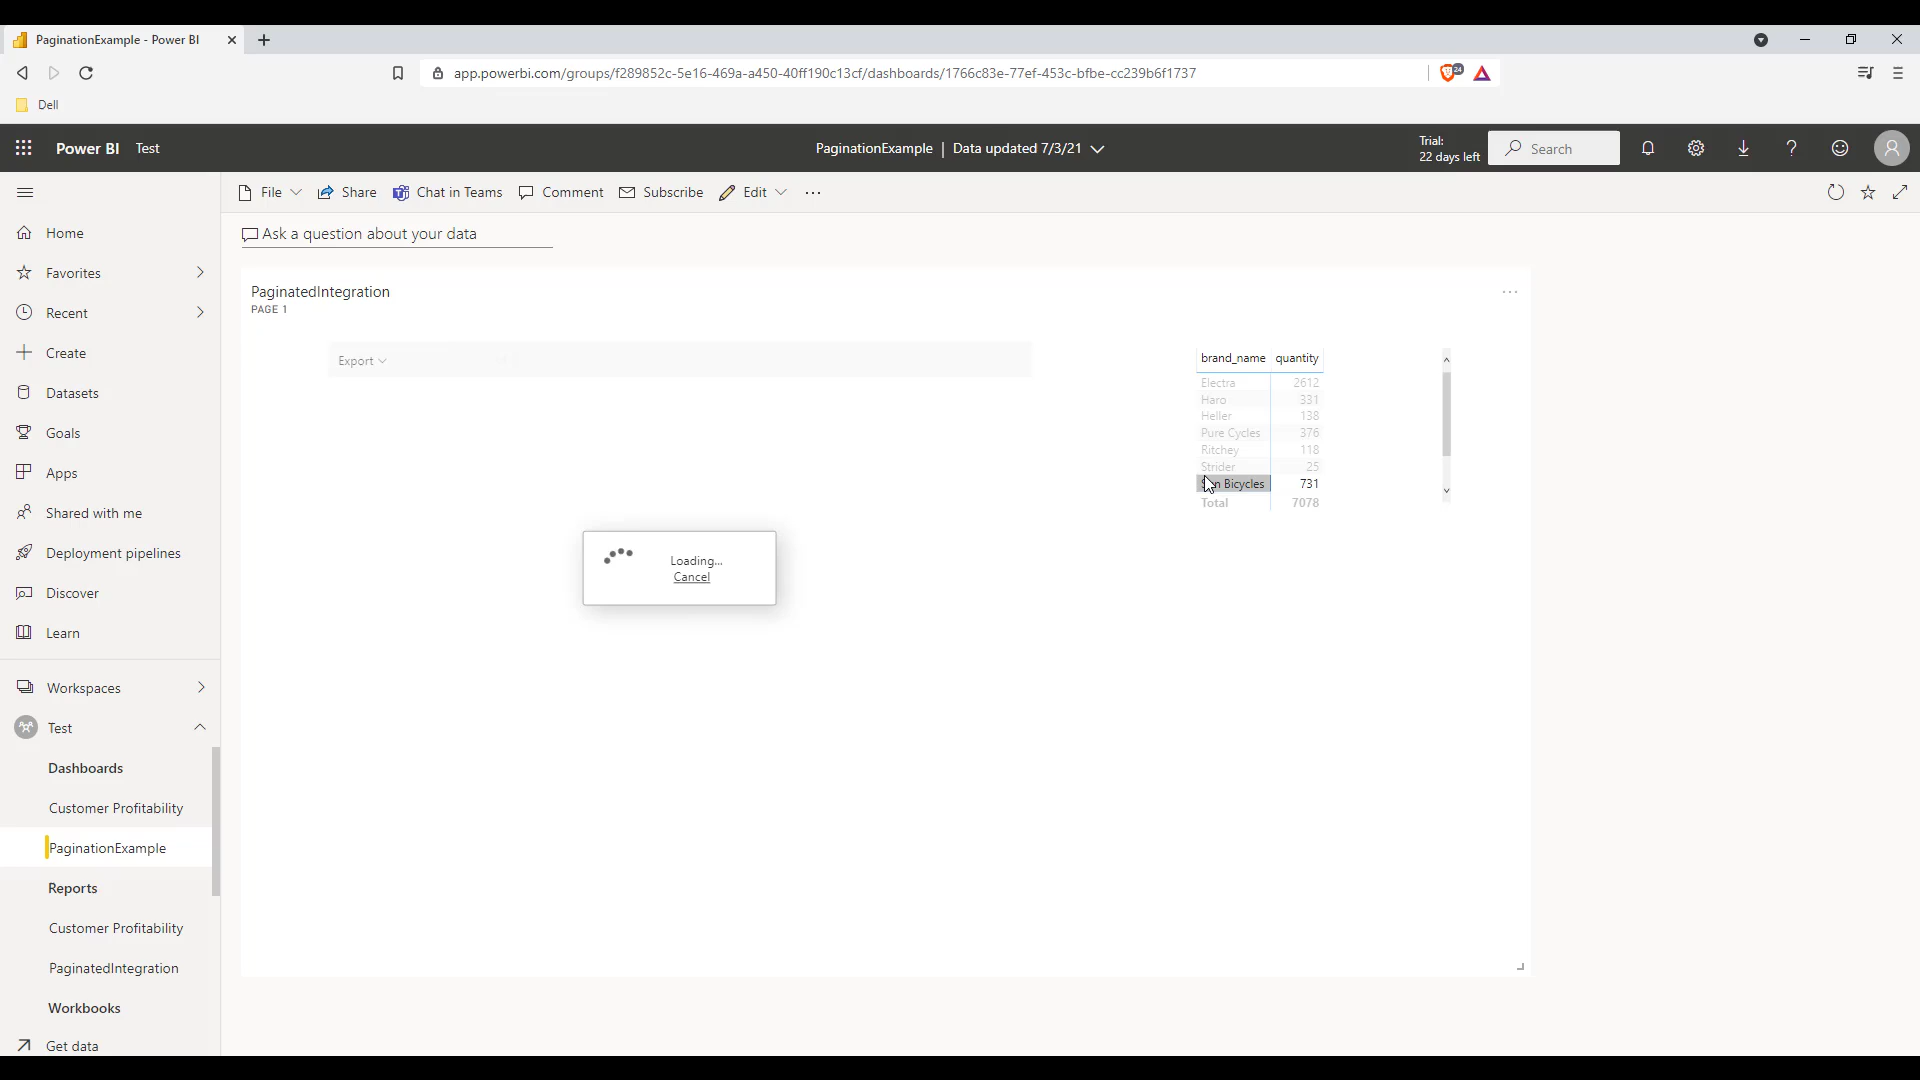 PaginationExample - Power BI
app.powerbi.com/groups/f289852c-5e16-469a-a450-40ff190c13cf/dashboards/1766c83e-77ef-453c-bfbe-cc239b6f1737
24
Dell
Power BI Test
PaginationExample | Data updated 7/3/21
Trial:
22 days left
Search
File Share Chat in Teams Comment Subscribe Edit
Ask a question about your data
Home
Favorites
Recent
Create
Datasets
Goals
Apps
Shared with me
Deployment pipelines
Discover
Learn
Workspaces
Test
Dashboards
Customer Profitability
PaginationExample
Reports
Customer Profitability
PaginatedIntegration
Workbooks
Get data
PaginatedIntegration
PAGE 1
Export
Loading...
Cancel
brand_name quantity
Electra 2612
Haro 331
Heller 138
Pure Cycles 376
Ritchey 118
Strider 25
Bicycles 731
Total 7078